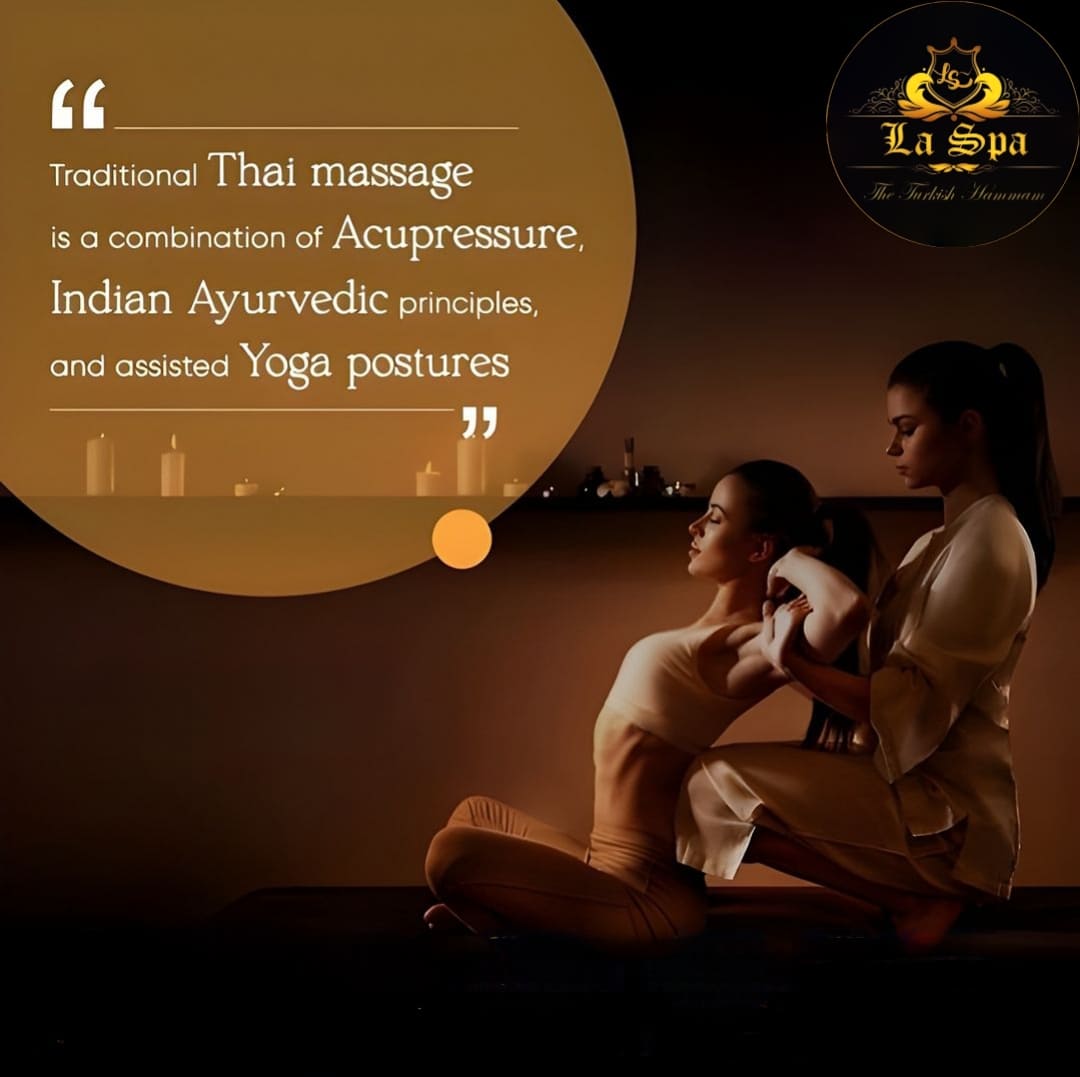 “
Traditional Thai massage
is a combination of Acupressure,
Indian Ayurvedic principles,
and assisted Yoga postures
”
LS
La Spa
The Turkish Hammam